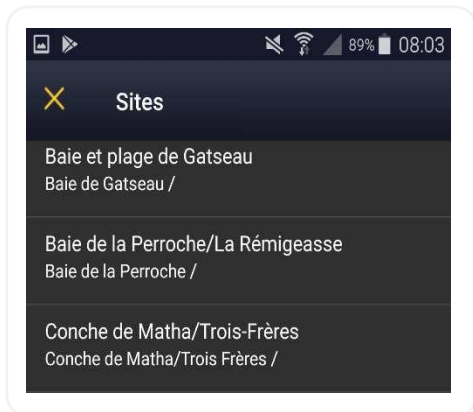 89% 08:03
Sites
Baie et plage de Gatseau
Baie de Gatseau /
Baie de la Perroche/La Rémigeasse
Baie de la Perroche /
Conche de Matha/Trois-Frères
Conche de Matha/Trois Frères /